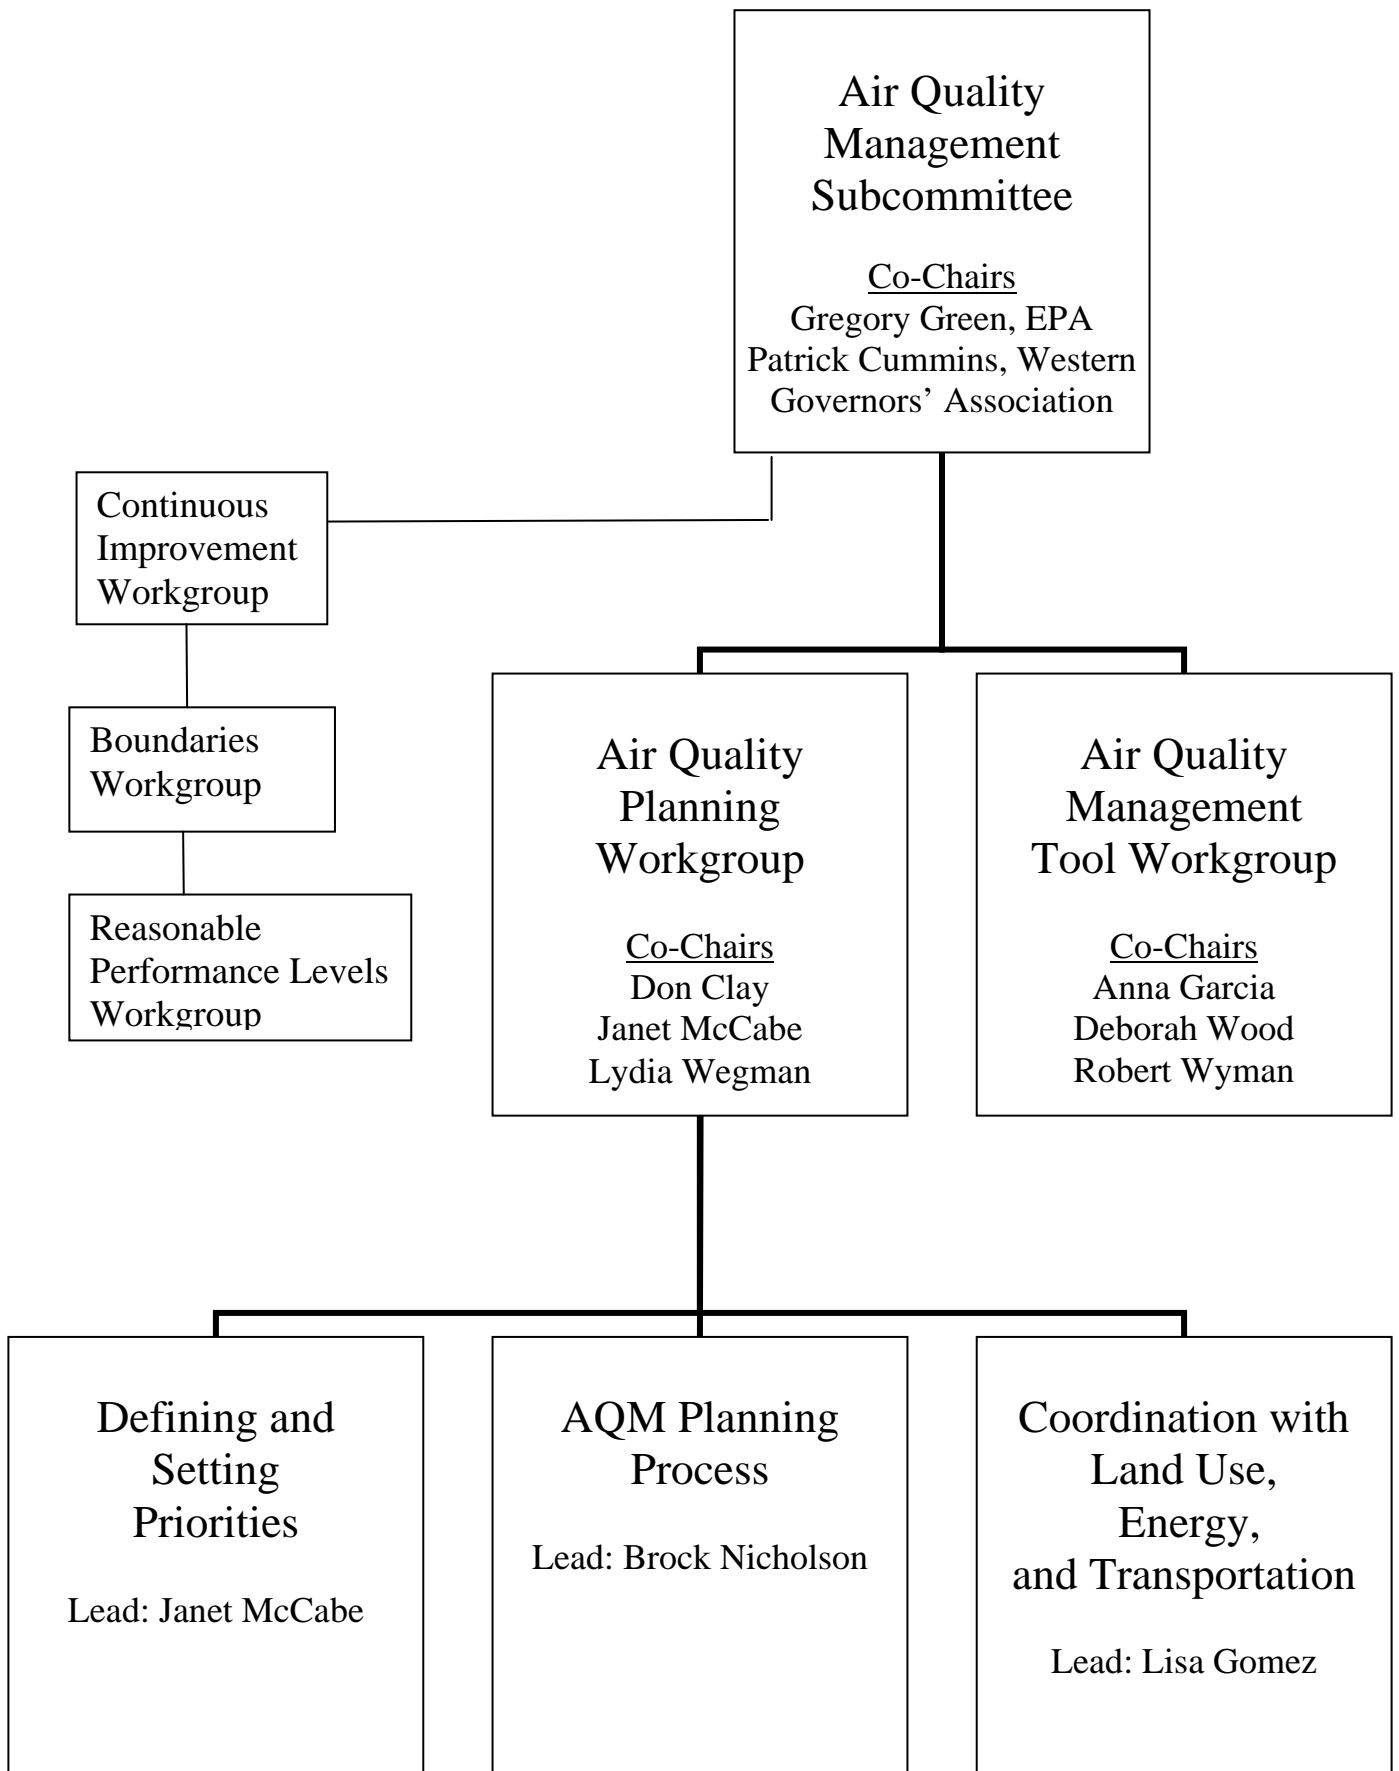 Air Quality
Management
Subcommittee
Co-Chairs
Gregory Green, EPA
Patrick Cummins, Western
Governors’ Association
Continuous
Improvement
Workgroup
Boundaries
Workgroup
Reasonable
Performance Levels
Workgroup
Air Quality
Planning
Workgroup
Co-Chairs
Don Clay
Janet McCabe
Lydia Wegman
Air Quality
Management
Tool Workgroup
Co-Chairs
Anna Garcia
Deborah Wood
Robert Wyman
Defining and
Setting
Priorities
Lead: Janet McCabe
AQM Planning
Process
Lead: Brock Nicholson
Coordination with
Land Use,
Energy,
and Transportation
Lead: Lisa Gomez